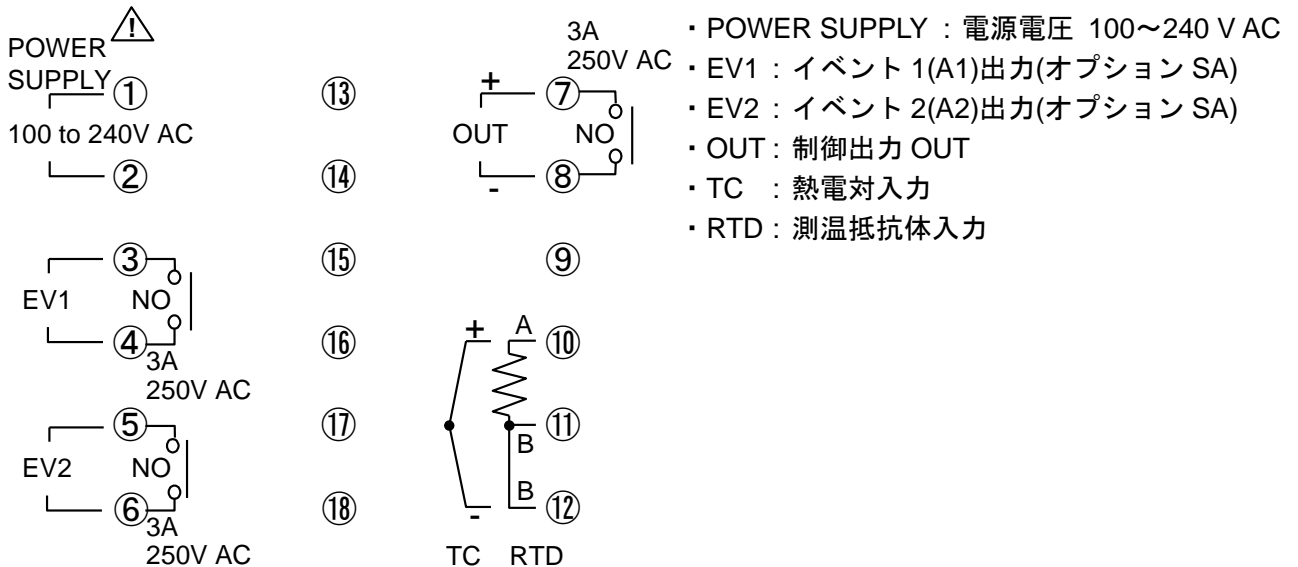 POWER
SUPPLY
①
100 to 240V AC
②
③
EV1
NO
④
3A
250V AC
⑤
EV2
NO
⑥
3A
250V AC
⑬
⑭
⑮
⑯
⑰
⑱
3A
250V AC
+
⑦
OUT
NO
-
⑧
⑨
+
A
⑩
⑪
B
B
⑫
-
TC
RTD
・POWER SUPPLY : 電源電圧 100～240 V AC
・EV1 : イベント 1(A1)出力(オプション SA)
・EV2 : イベント 2(A2)出力(オプション SA)
・OUT : 制御出力 OUT
・TC : 熱電対入力
・RTD : 測温抵抗体入力